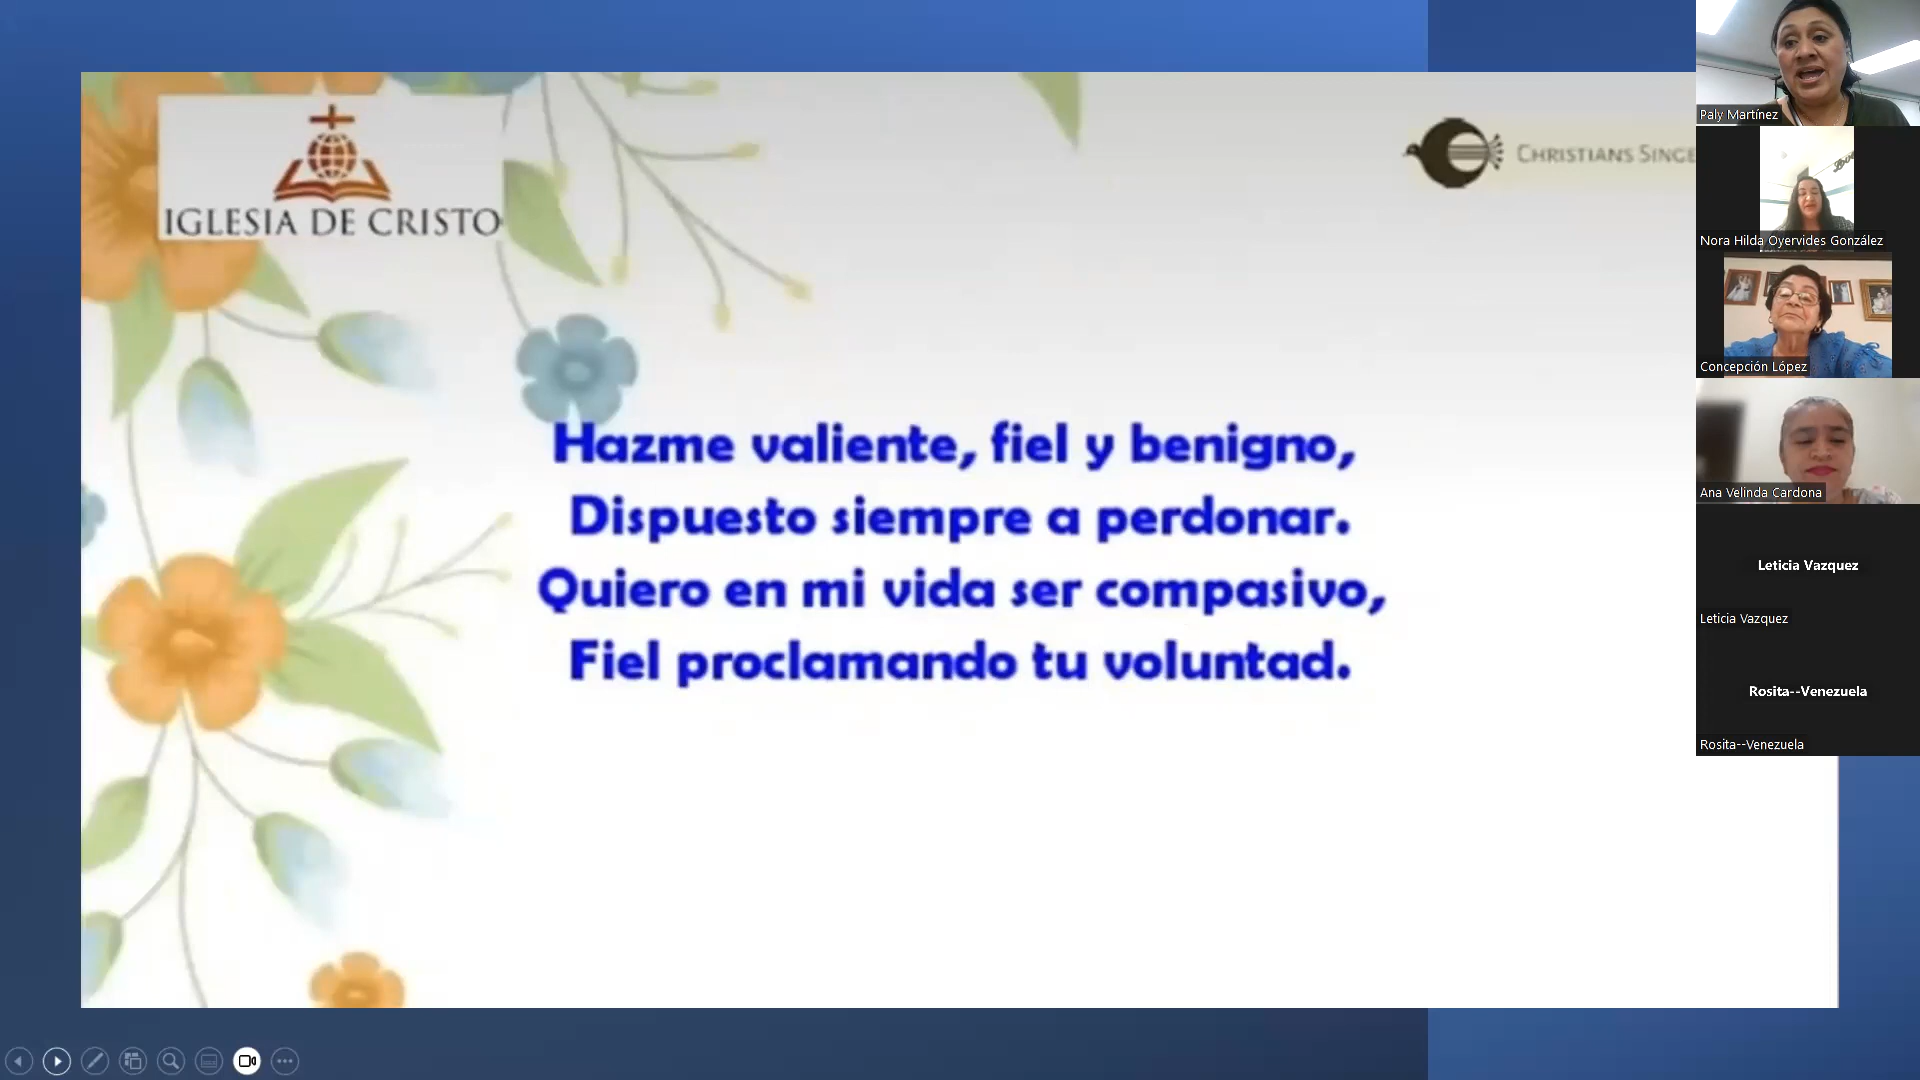 IGLESIA DE CRISTO
CHRISTIANS SINGE
Hazme valiente, fiel y benigno,
Dispuesto siempre a perdonar.
Quiero en mi vida ser compasivo,
Fiel proclamando tu voluntad.
Paly Martínez
Love
Nora Hilda Oyervides González
Concepción López
Ana Velinda Cardona
Leticia Vazquez
Leticia Vazquez
Rosita--Venezuela
Rosita--Venezuela